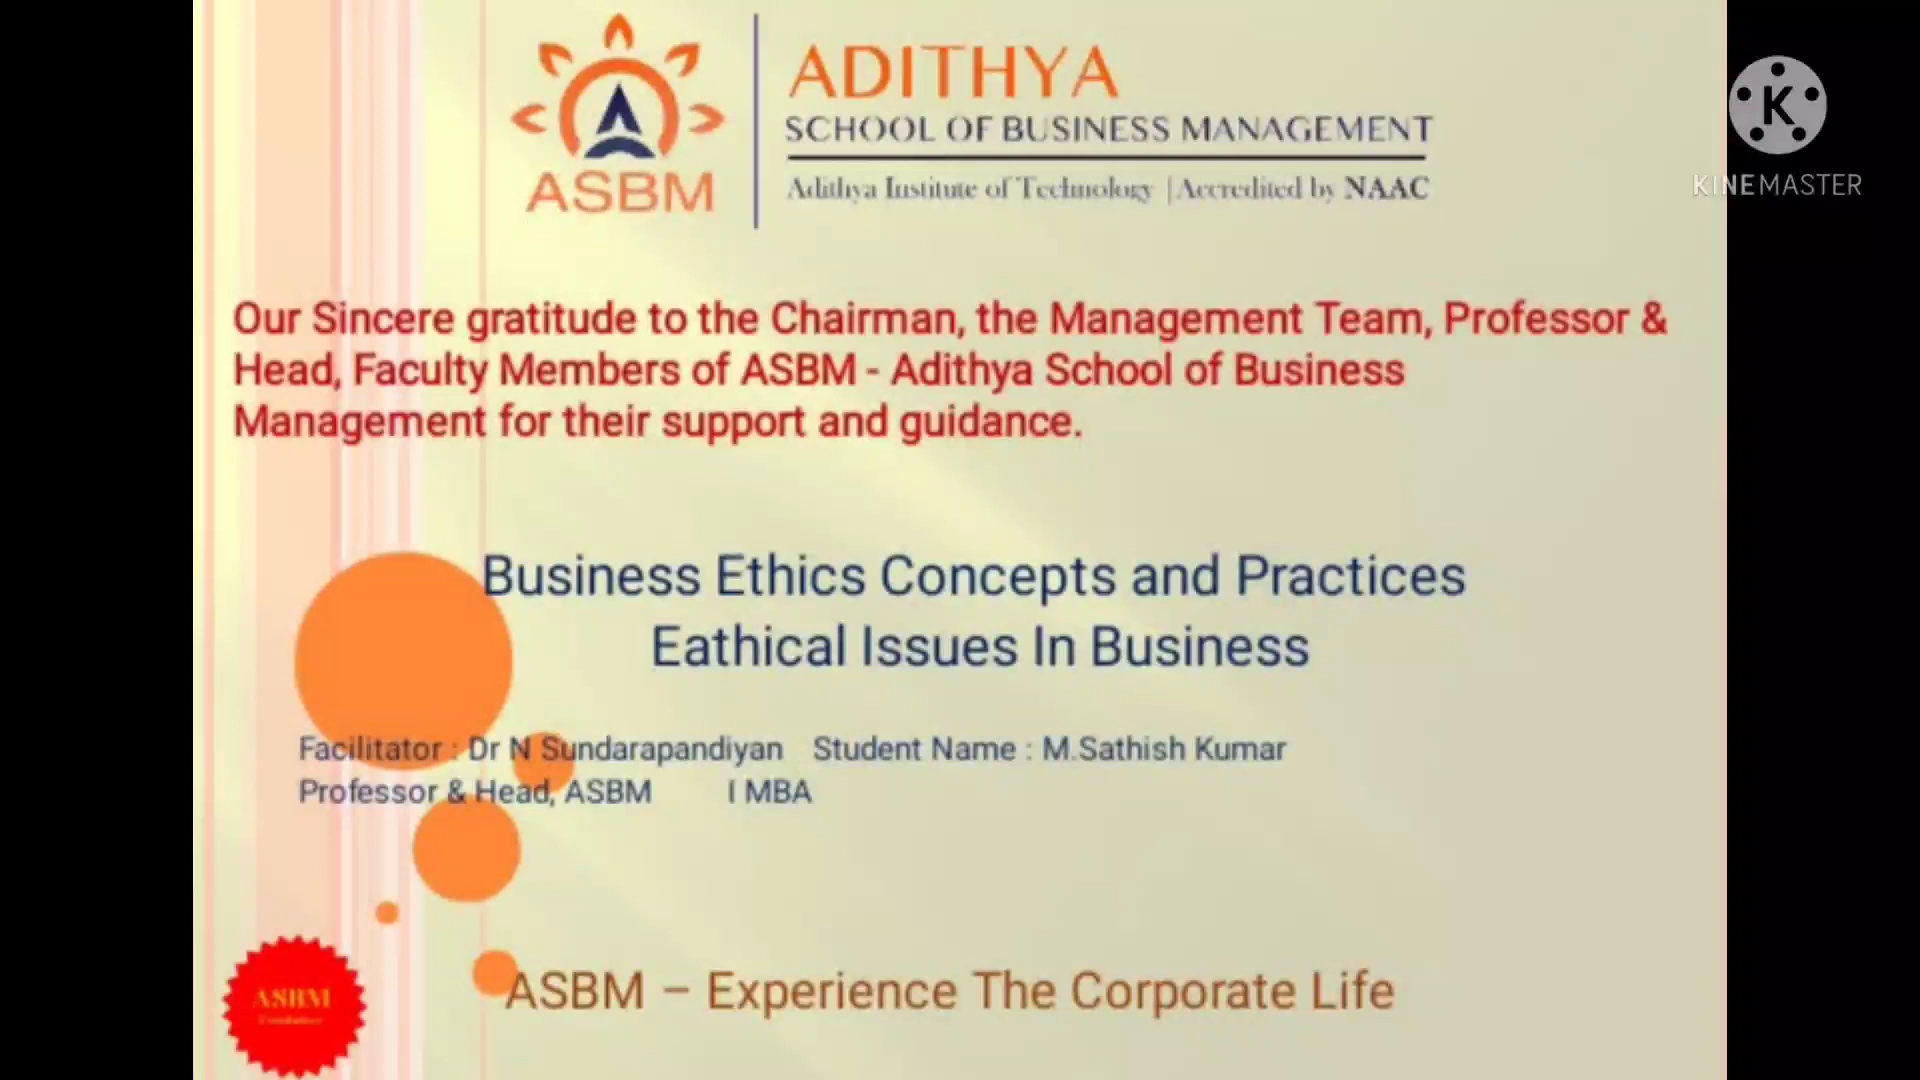 ADITHYA
SCHOOL OF BUSINESS MANAGEMENT
Adithya Institute of Technology | Accredited by NAAC
ASBM
K
KINEMASTER
Our Sincere gratitude to the Chairman, the Management Team, Professor &
Head, Faculty Members of ASBM - Adithya School of Business
Management for their support and guidance.
Business Ethics Concepts and Practices
Eathical Issues In Business
Facilitator : Dr N Sundarapandiyan Student Name : M.Sathish Kumar
Professor & Head, ASBM I MBA
ASBM
ASBM – Experience The Corporate Life